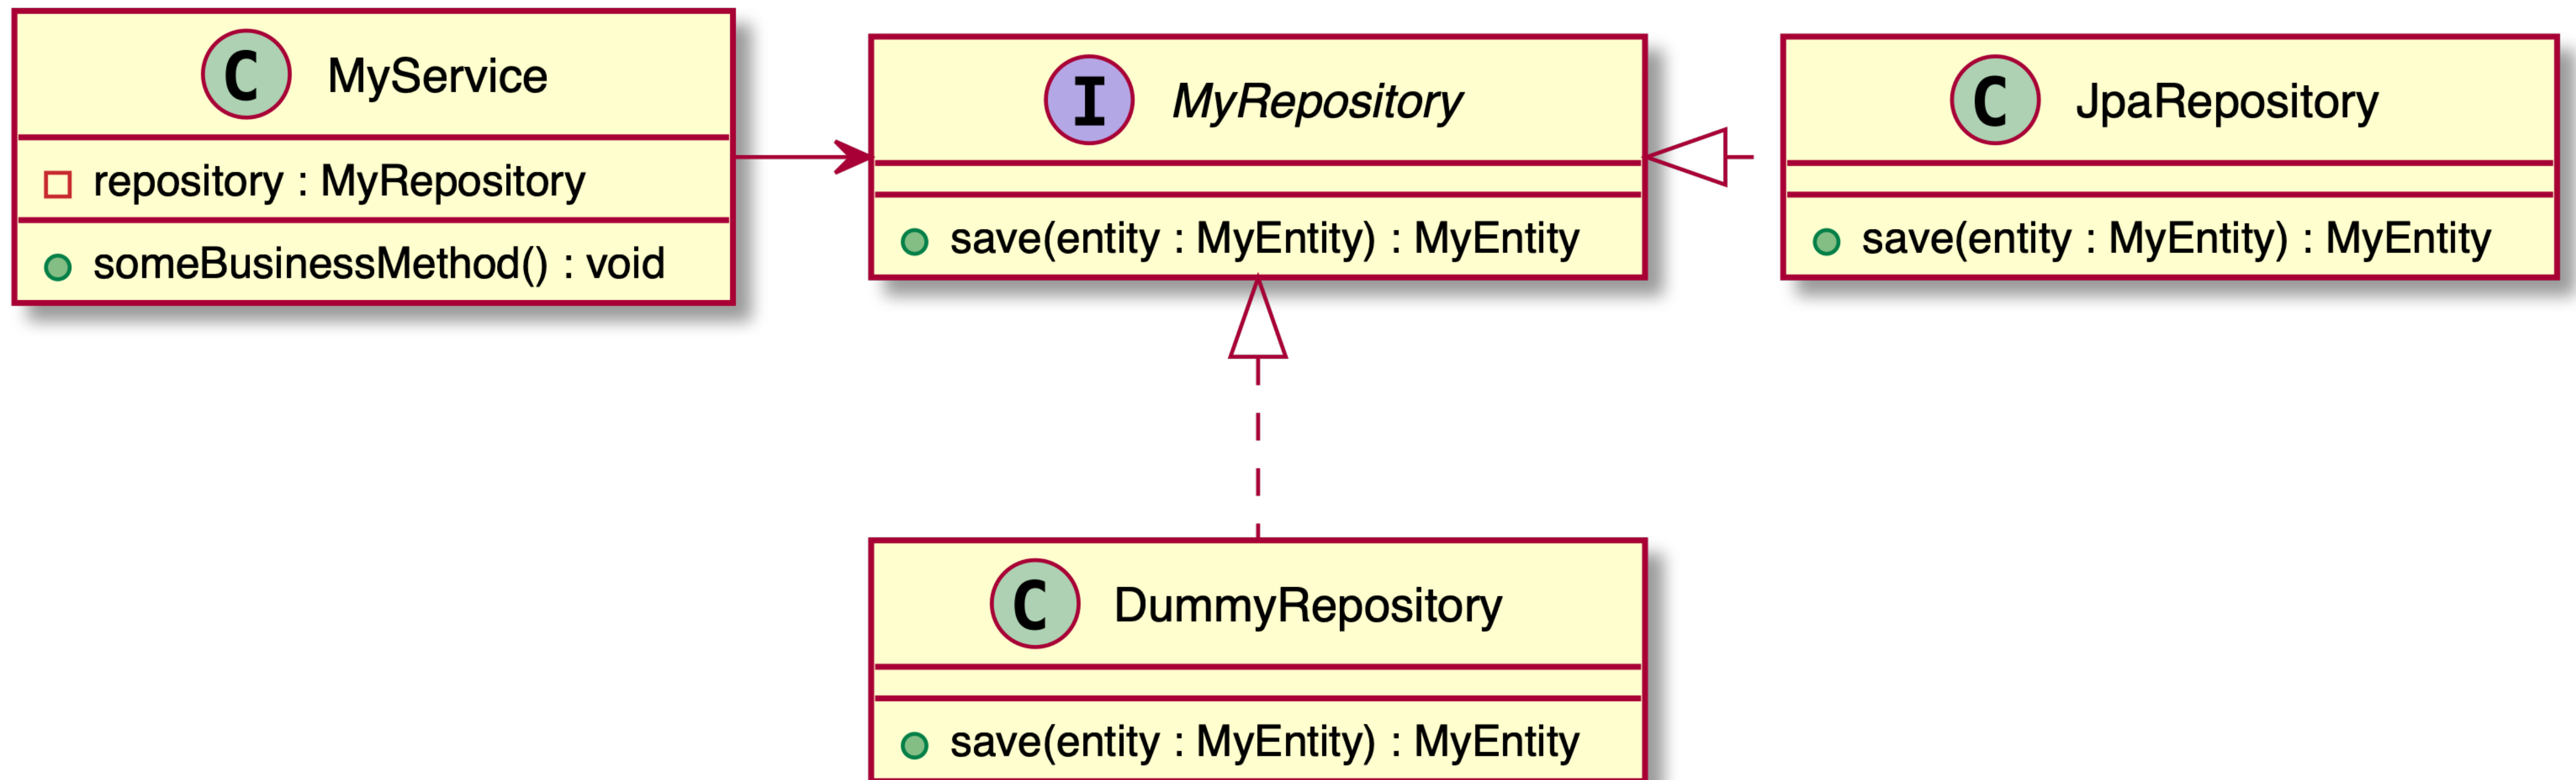 C MyService
repository : MyRepository
someBusinessMethod() : void
I MyRepository
save(entity : MyEntity) : MyEntity
C JpaRepository
save(entity : MyEntity) : MyEntity
C DummyRepository
save(entity : MyEntity) : MyEntity